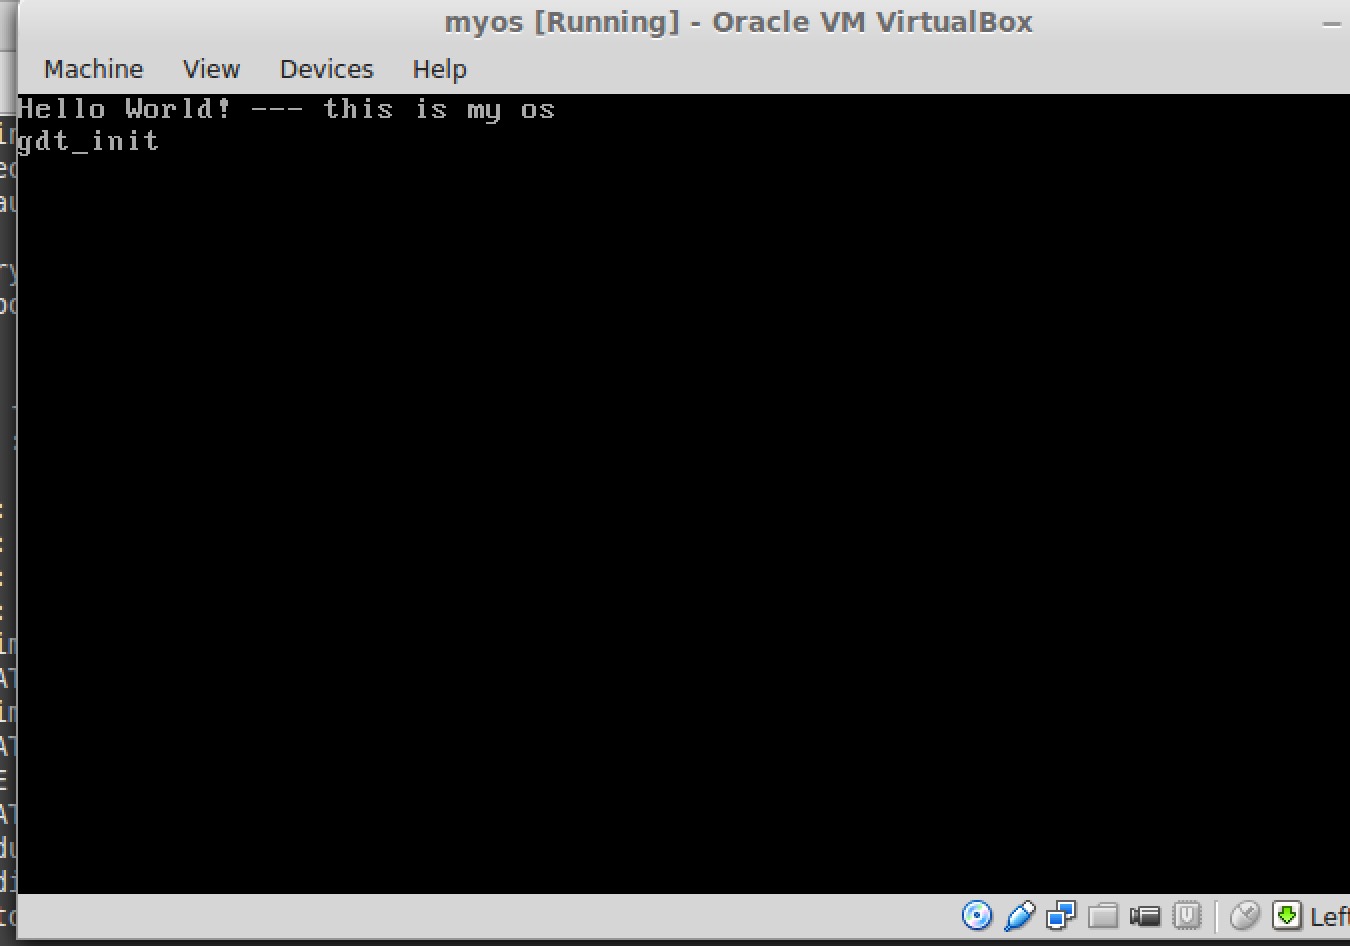 myos [Running] - Oracle VM VirtualBox
Machine View Devices Help
Hello World! --- this is my os
gdt_init
Left